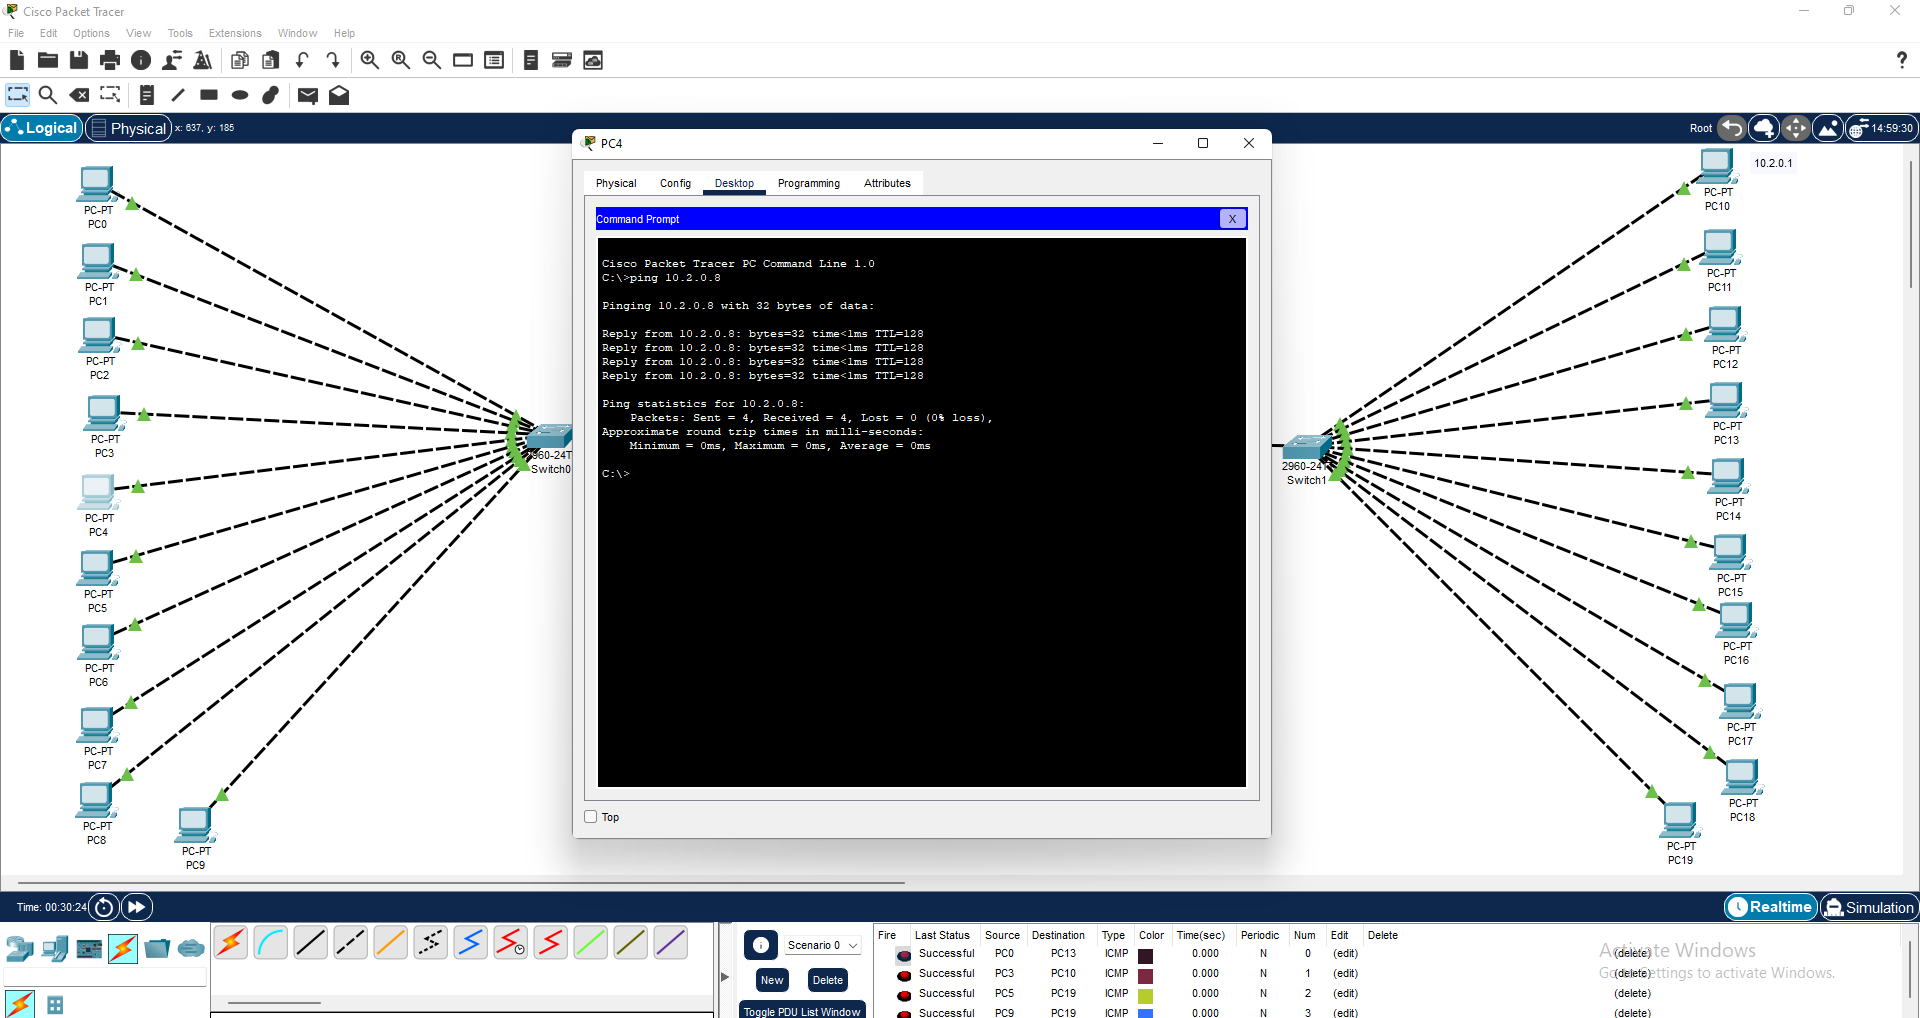 Cisco Packet Tracer
File Edit Options View Tools Extensions Window Help
Logical Physical x: 637, y: 185
Root 14:59:30
PC-PT
PC0
PC-PT
PC1
PC-PT
PC2
PC-PT
PC3
PC-PT
PC4
PC-PT
PC5
PC-PT
PC6
PC-PT
PC7
PC-PT
PC8
PC-PT
PC9
960-24T
Switch0
PC4
Physical Config Desktop Programming Attributes
Command Prompt X
Cisco Packet Tracer PC Command Line 1.0
C:\>ping 10.2.0.8
Pinging 10.2.0.8 with 32 bytes of data:
Reply from 10.2.0.8: bytes=32 time<1ms TTL=128
Reply from 10.2.0.8: bytes=32 time<1ms TTL=128
Reply from 10.2.0.8: bytes=32 time<1ms TTL=128
Reply from 10.2.0.8: bytes=32 time<1ms TTL=128
Ping statistics for 10.2.0.8:
Packets: Sent = 4, Received = 4, Lost = 0 (0% loss),
Approximate round trip times in milli-seconds:
Minimum = 0ms, Maximum = 0ms, Average = 0ms
C:\>
Top
2960-24T
Switch1
10.2.0.1
PC-PT
PC10
PC-PT
PC11
PC-PT
PC12
PC-PT
PC13
PC-PT
PC14
PC-PT
PC15
PC-PT
PC16
PC-PT
PC17
PC-PT
PC18
PC-PT
PC19
Time: 00:30:24
Realtime Simulation
Scenario 0
New Delete
Toggle PDU List Window
Fire Last Status Source Destination Type Color Time(sec) Periodic Num Edit Delete
Successful PC0 PC13 ICMP 0.000 N 0 (edit) (delete)
Successful PC3 PC10 ICMP 0.000 N 1 (edit) (delete)
Successful PC5 PC19 ICMP 0.000 N 2 (edit) (delete)
Successful PC9 PC19 ICMP 0.000 N 3 (edit) (delete)
Activate Windows
Go to Settings to activate Windows.